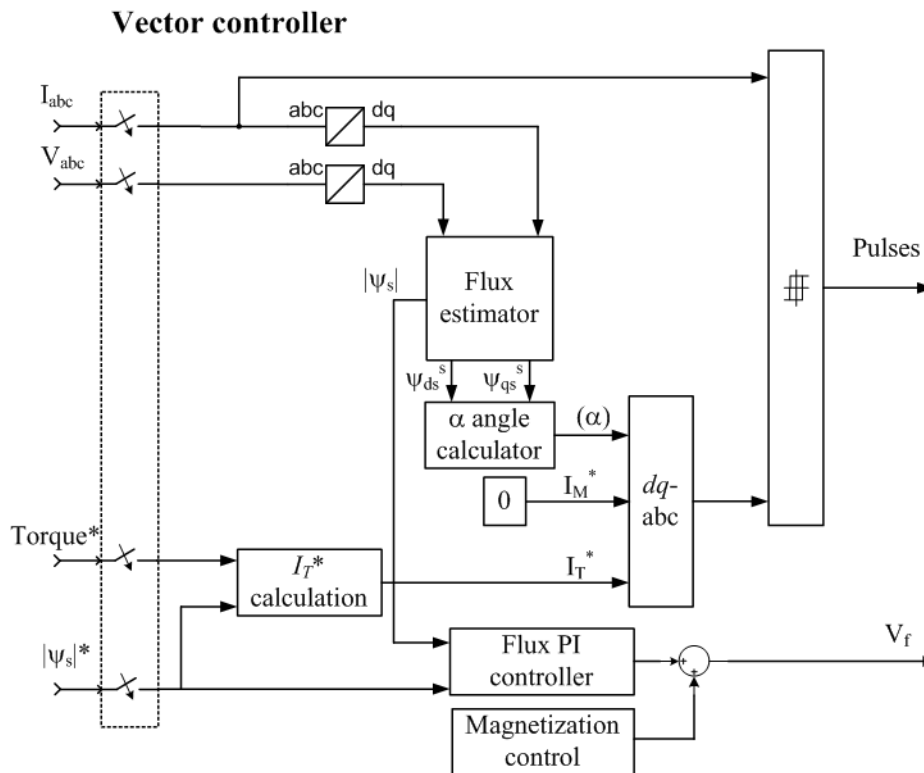 Vector controller
I_abc
abc
dq
V_abc
abc
dq
|ψ_s|
Flux
estimator
Pulses
ψ_ds^s
ψ_qs^s
α angle
calculator
(α)
0
I_M^*
dq-
abc
Torque*
I_T*
calculation
I_T^*
|ψ_s|*
Flux PI
controller
+
+
V_f
Magnetization
control